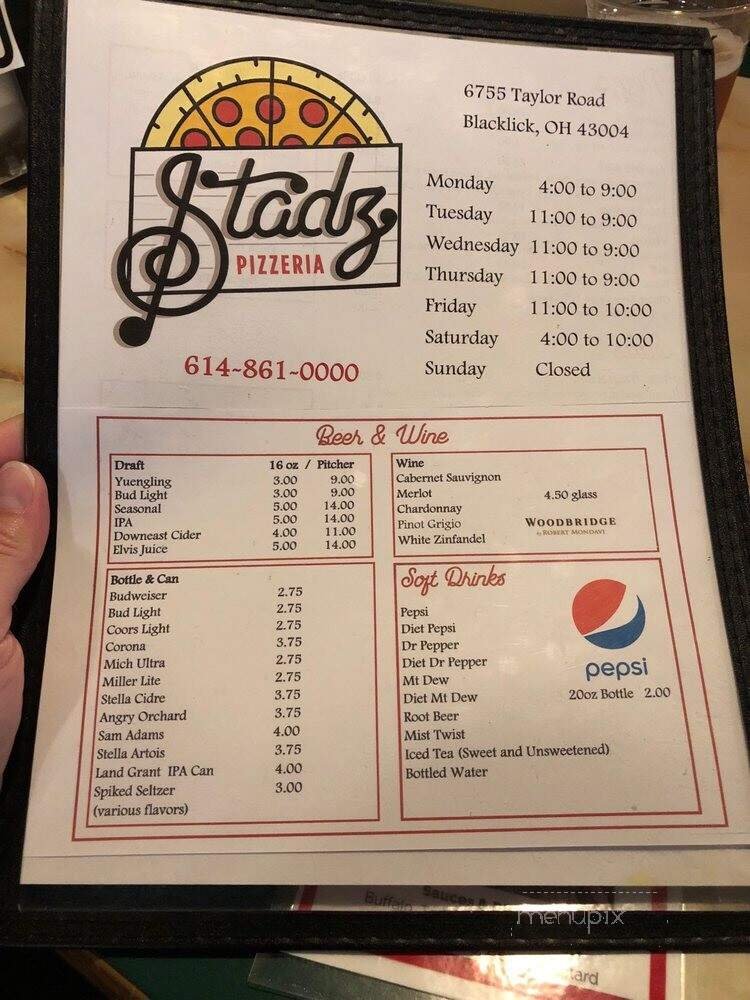 Stadz
PIZZERIA
614-861-0000
6755 Taylor Road
Blacklick, OH 43004
Monday 4:00 to 9:00
Tuesday 11:00 to 9:00
Wednesday 11:00 to 9:00
Thursday 11:00 to 9:00
Friday 11:00 to 10:00
Saturday 4:00 to 10:00
Sunday Closed
Beer & Wine
Draft 16 oz / Pitcher
Yuengling 3.00 9.00
Bud Light 3.00 9.00
Seasonal 5.00 14.00
IPA 5.00 14.00
Downeast Cider 4.00 11.00
Elvis Juice 5.00 14.00
Bottle & Can
Budweiser 2.75
Bud Light 2.75
Coors Light 2.75
Corona 3.75
Mich Ultra 2.75
Miller Lite 2.75
Stella Cidre 3.75
Angry Orchard 3.75
Sam Adams 4.00
Stella Artois 3.75
Land Grant IPA Can 4.00
Spiked Seltzer 3.00
(various flavors)
Wine
Cabernet Sauvignon
Merlot 4.50 glass
Chardonnay
Pinot Grigio WOODBRIDGE
by ROBERT MONDAVI
White Zinfandel
Soft Drinks
Pepsi
Diet Pepsi
Dr Pepper
Diet Dr Pepper
Mt Dew
Diet Mt Dew
Root Beer
Mist Twist
Iced Tea (Sweet and Unsweetened)
Bottled Water
pepsi
20oz Bottle 2.00
Sauces &
Buffalo,
menupix